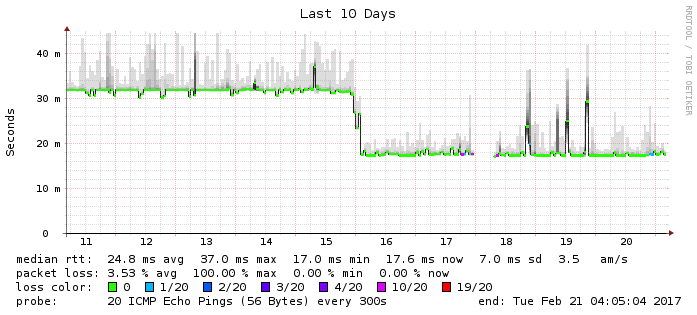 Last 10 Days
RRDTOOL / TOBI OETIKER
Seconds
40 m
30 m
20 m
10 m
0
11 12 13 14 15 16 17 18 19 20
median rtt: 24.8 ms avg 37.0 ms max 17.0 ms min 17.6 ms now 7.0 ms sd 3.5 am/s
packet loss: 3.53 % avg 100.00 % max 0.00 % min 0.00 % now
loss color: 0 1/20 2/20 3/20 4/20 10/20 19/20
probe: 20 ICMP Echo Pings (56 Bytes) every 300s end: Tue Feb 21 04:05:04 2017